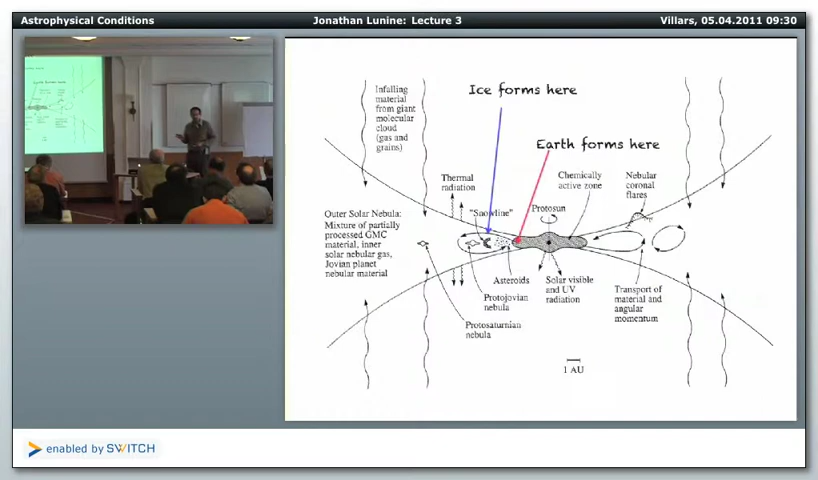 Astrophysical Conditions
Jonathan Lunine: Lecture 3
Villars, 05.04.2011 09:30
Infalling
material
from giant
molecular
cloud
(gas and
grains)
Ice forms here
Earth forms here
Thermal
radiation
"Snowline"
Protosun
Chemically
active zone
Nebular
coronal
flares
Outer Solar Nebula:
Mixture of partially
processed GMC
material, inner
solar nebular gas,
Jovian planet
nebular material
Asteroids
Protojovian
nebula
Protosaturnian
nebula
Solar visible
and UV
radiation
Transport of
material and
angular
momentum
1 AU
enabled by SWITCH